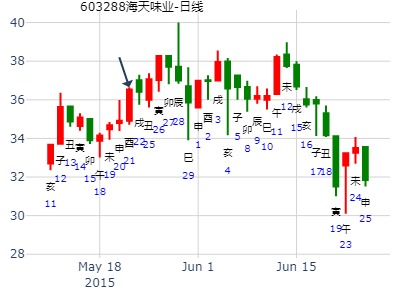 603288海天味业-日线
40
38
36
34
32
30
28
亥
11
子
12
丑
13
寅
14
卯
15
午
18
未
19
申
20
酉
21
戌
22
丑
25
寅
26
卯
27
辰
28
巳
29
申
1
酉
2
戌
3
亥
4
子
5
卯
8
辰
9
巳
10
午
11
未
12
戌
15
亥
16
子
17
丑
18
寅
19
午
23
未
24
申
25
May 18
2015
Jun 1
Jun 15